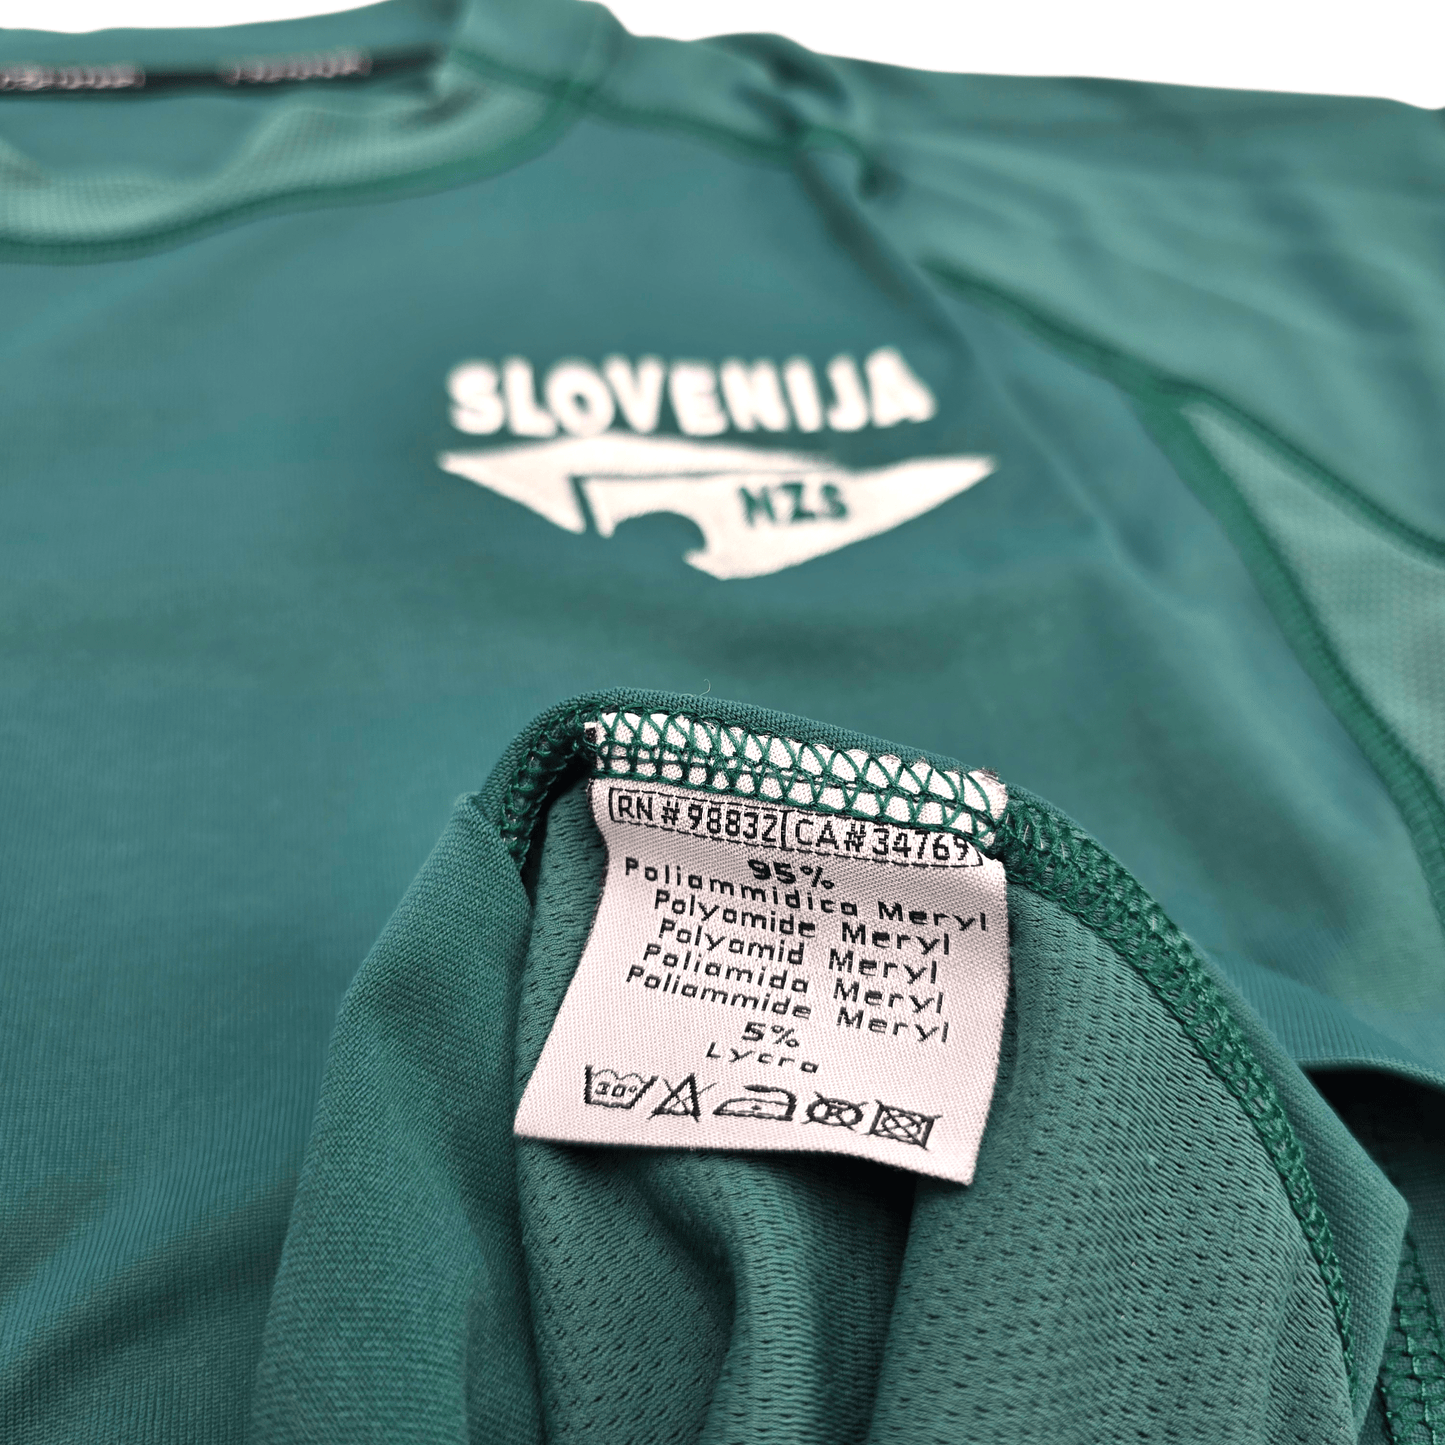 SLOVENIJA
NZS
RN# 98832 CA# 34769
95%
Poliammidica Meryl
Polyamide Meryl
Polyamid Meryl
Poliamida Meryl
Poliammide Meryl
5%
Lycra
30°